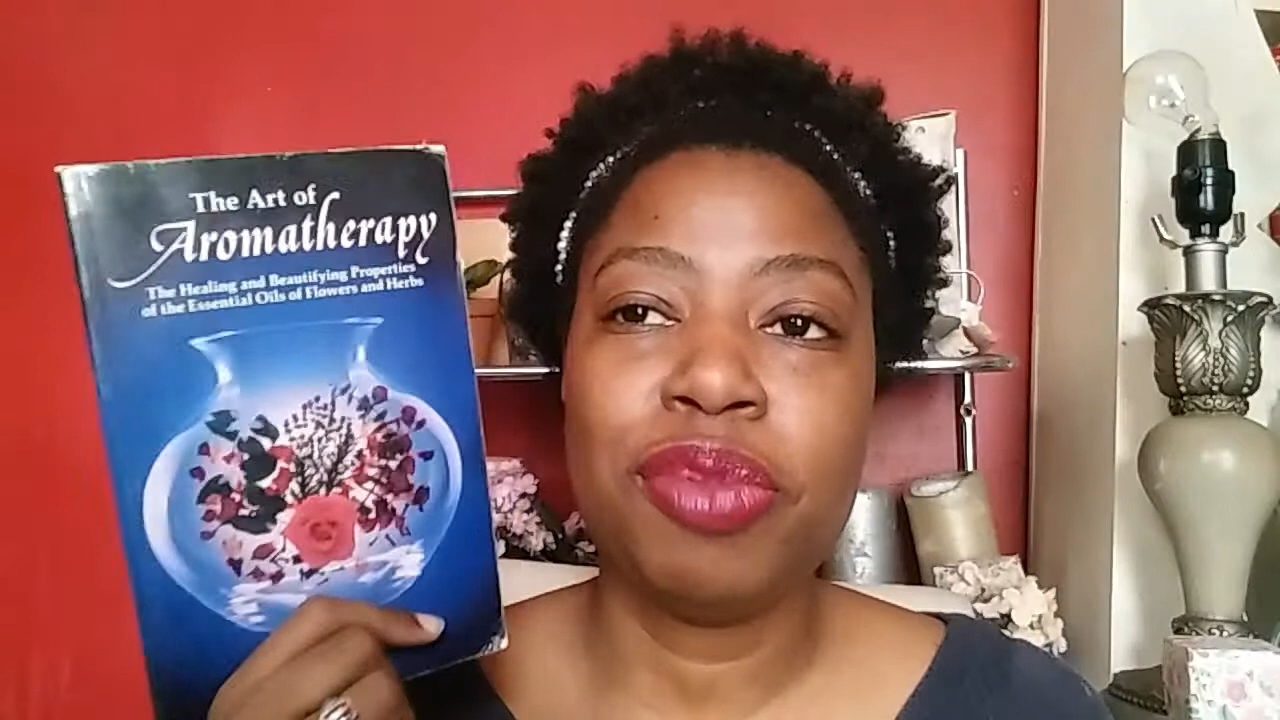 The Art of
Aromatherapy
The Healing and Beautifying Properties
of the Essential Oils of Flowers and Herbs